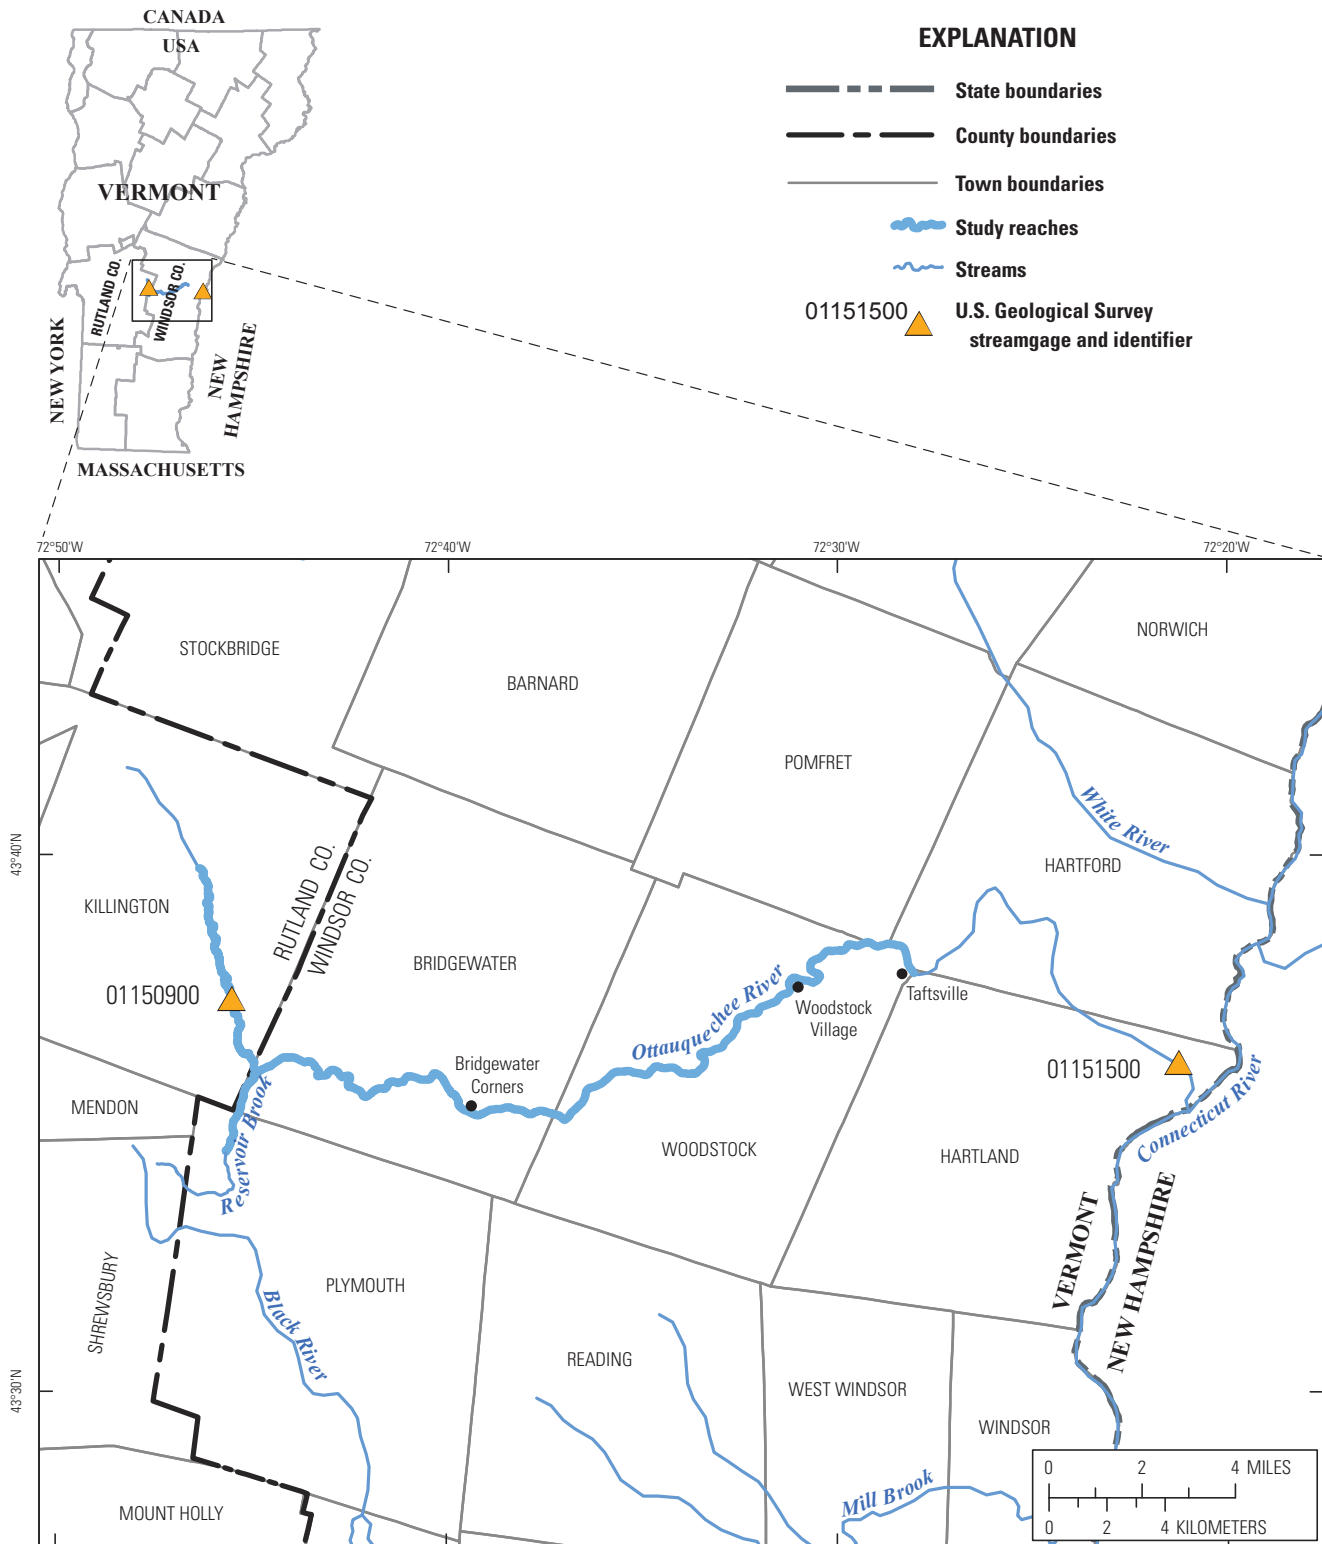 CANADA
USA
VERMONT
RUTLAND CO.
WINDSOR CO.
NEW YORK
NEW
HAMPSHIRE
MASSACHUSETTS
EXPLANATION
State boundaries
County boundaries
Town boundaries
Study reaches
Streams
01151500
U.S. Geological Survey
streamgage and identifier
72°50'W
72°40'W
72°30'W
72°20'W
43°40'N
43°30'N
STOCKBRIDGE
BARNARD
NORWICH
POMFRET
White River
HARTFORD
KILLINGTON
RUTLAND CO.
WINDSOR CO.
BRIDGEWATER
01150900
Ottauquechee River
Woodstock
Village
Taftsville
Bridgewater
Corners
01151500
Connecticut River
MENDON
Reservoir Brook
WOODSTOCK
HARTLAND
VERMONT
NEW HAMPSHIRE
SHREWSBURY
PLYMOUTH
Black River
READING
WEST WINDSOR
WINDSOR
MOUNT HOLLY
Mill Brook
0 2 4 MILES
0 2 4 KILOMETERS